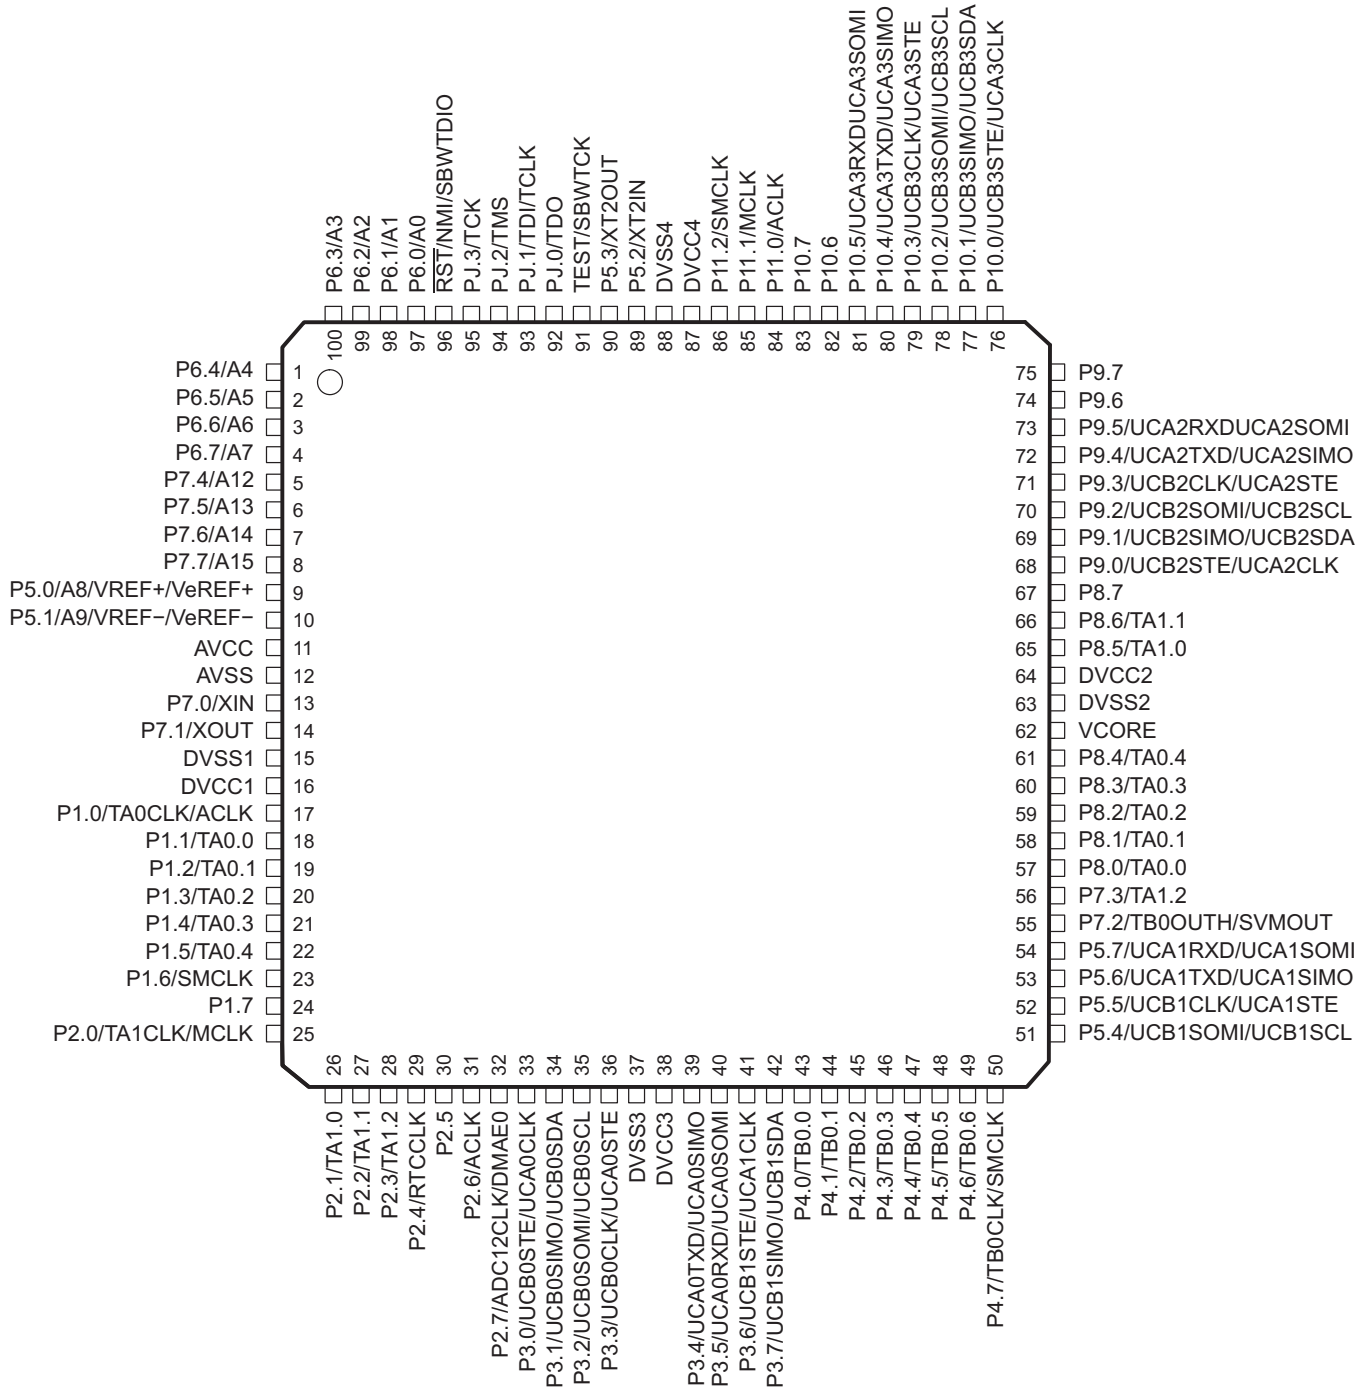 P6.3/A3
P6.2/A2
P6.1/A1
P6.0/A0
RST/NMI/SBWTDIO
PJ.3/TCK
PJ.2/TMS
PJ.1/TDI/TCLK
PJ.0/TDO
TEST/SBWTCK
P5.3/XT2OUT
P5.2/XT2IN
DVSS4
DVCC4
P11.2/SMCLK
P11.1/MCLK
P11.0/ACLK
P10.7
P10.6
P10.5/UCA3RXDUCA3SOMI
P10.4/UCA3TXD/UCA3SIMO
P10.3/UCB3CLK/UCA3STE
P10.2/UCB3SOMI/UCB3SCL
P10.1/UCB3SIMO/UCB3SDA
P10.0/UCB3STE/UCA3CLK
100
99
98
97
96
95
94
93
92
91
90
89
88
87
86
85
84
83
82
81
80
79
78
77
76
P6.4/A4 1
P6.5/A5 2
P6.6/A6 3
P6.7/A7 4
P7.4/A12 5
P7.5/A13 6
P7.6/A14 7
P7.7/A15 8
P5.0/A8/VREF+/VeREF+ 9
P5.1/A9/VREF−/VeREF− 10
AVCC 11
AVSS 12
P7.0/XIN 13
P7.1/XOUT 14
DVSS1 15
DVCC1 16
P1.0/TA0CLK/ACLK 17
P1.1/TA0.0 18
P1.2/TA0.1 19
P1.3/TA0.2 20
P1.4/TA0.3 21
P1.5/TA0.4 22
P1.6/SMCLK 23
P1.7 24
P2.0/TA1CLK/MCLK 25
75 P9.7
74 P9.6
73 P9.5/UCA2RXDUCA2SOMI
72 P9.4/UCA2TXD/UCA2SIMO
71 P9.3/UCB2CLK/UCA2STE
70 P9.2/UCB2SOMI/UCB2SCL
69 P9.1/UCB2SIMO/UCB2SDA
68 P9.0/UCB2STE/UCA2CLK
67 P8.7
66 P8.6/TA1.1
65 P8.5/TA1.0
64 DVCC2
63 DVSS2
62 VCORE
61 P8.4/TA0.4
60 P8.3/TA0.3
59 P8.2/TA0.2
58 P8.1/TA0.1
57 P8.0/TA0.0
56 P7.3/TA1.2
55 P7.2/TB0OUTH/SVMOUT
54 P5.7/UCA1RXD/UCA1SOMI
53 P5.6/UCA1TXD/UCA1SIMO
52 P5.5/UCB1CLK/UCA1STE
51 P5.4/UCB1SOMI/UCB1SCL
26
27
28
29
30
31
32
33
34
35
36
37
38
39
40
41
42
43
44
45
46
47
48
49
50
P2.1/TA1.0
P2.2/TA1.1
P2.3/TA1.2
P2.4/RTCCLK
P2.5
P2.6/ACLK
P2.7/ADC12CLK/DMAE0
P3.0/UCB0STE/UCA0CLK
P3.1/UCB0SIMO/UCB0SDA
P3.2/UCB0SOMI/UCB0SCL
P3.3/UCB0CLK/UCA0STE
DVSS3
DVCC3
P3.4/UCA0TXD/UCA0SIMO
P3.5/UCA0RXD/UCA0SOMI
P3.6/UCB1STE/UCA1CLK
P3.7/UCB1SIMO/UCB1SDA
P4.0/TB0.0
P4.1/TB0.1
P4.2/TB0.2
P4.3/TB0.3
P4.4/TB0.4
P4.5/TB0.5
P4.6/TB0.6
P4.7/TB0CLK/SMCLK